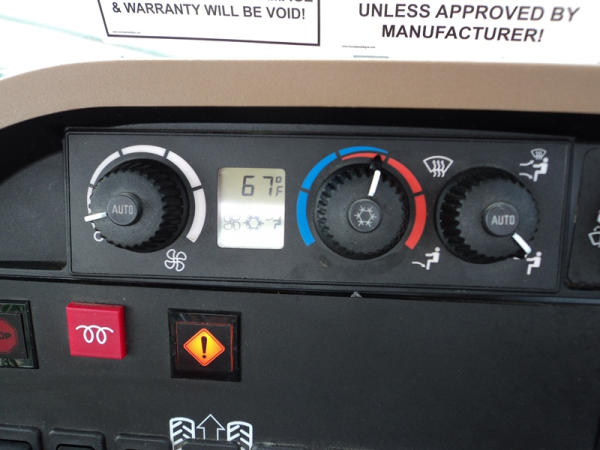 & WARRANTY WILL BE VOID!
UNLESS APPROVED BY
MANUFACTURER!
AUTO
67°F
AUTO